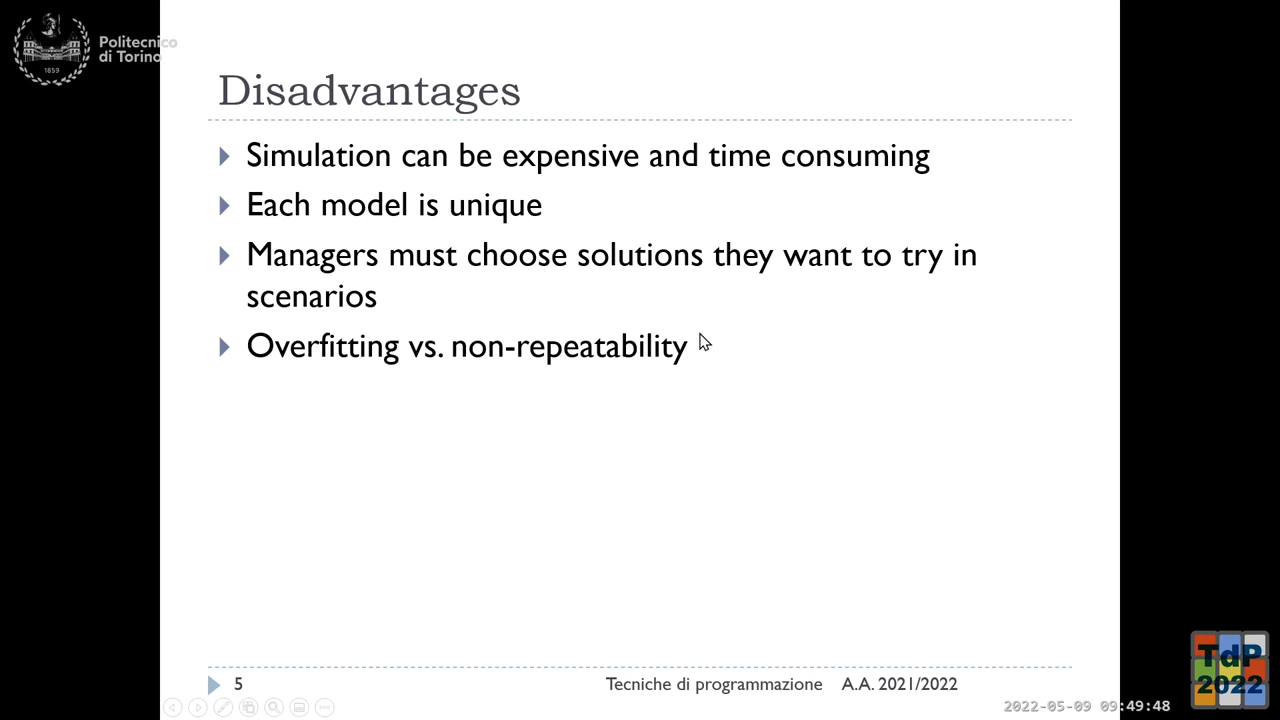 Politecnico
di Torino
1859
Disadvantages
Simulation can be expensive and time consuming
Each model is unique
Managers must choose solutions they want to try in
scenarios
Overfitting vs. non-repeatability
5
Tecniche di programmazione A.A. 2021/2022
2022-05-09 09:49:48
TdP
2022